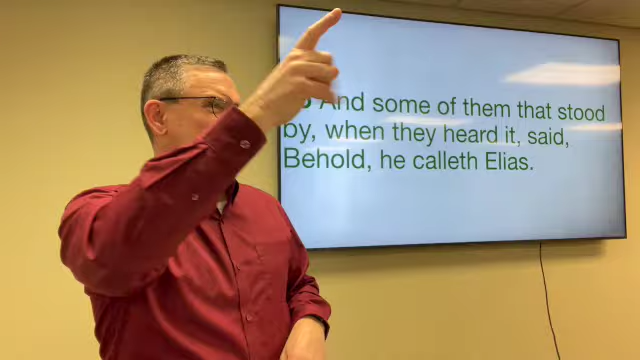 And some of them that stood
by, when they heard it, said,
Behold, he calleth Elias.